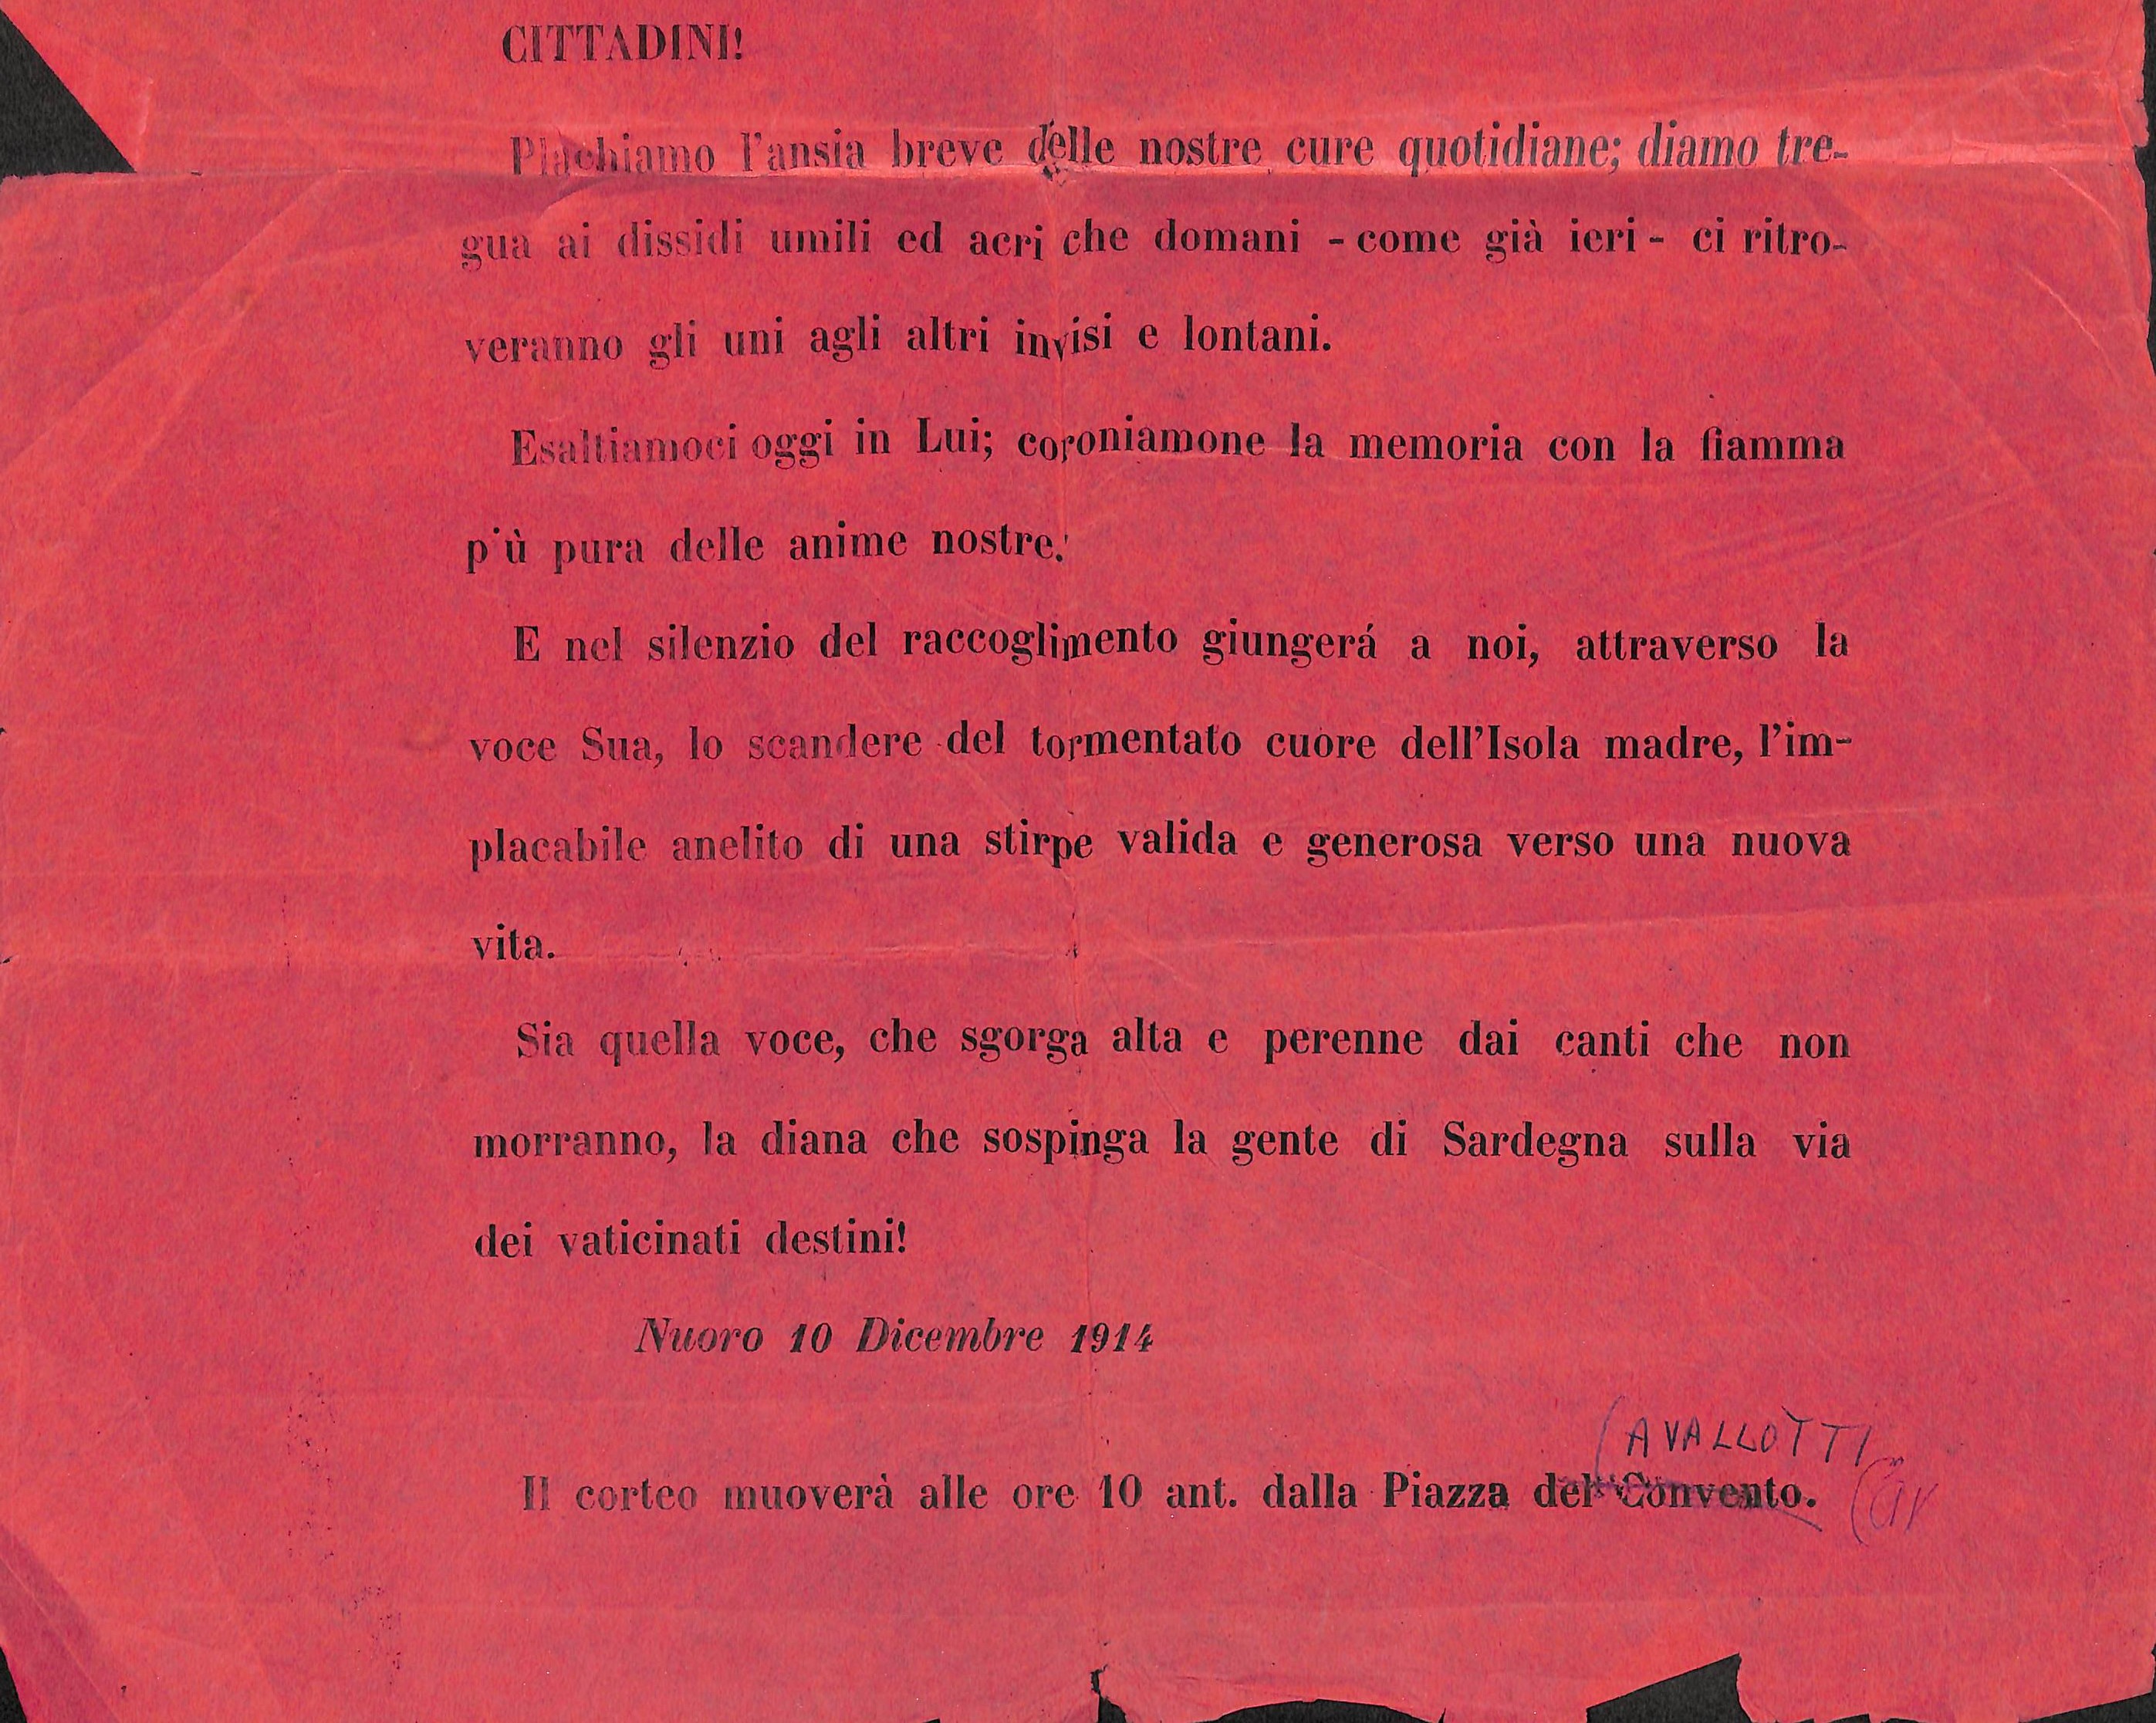 CITTADINI!
Plachiamo l'ansia breve delle nostre cure quotidiane; diamo tre-
gua ai dissidi umili ed acri che domani - come già ieri - ci ritro-
veranno gli uni agli altri invisi e lontani.
Esaltiamoci oggi in Lui; coroniamone la memoria con la fiamma
più pura delle anime nostre.
E nel silenzio del raccoglimento giungerá a noi, attraverso la
voce Sua, lo scandere del tormentato cuore dell'Isola madre, l'im-
placabile anelito di una stirpe valida e generosa verso una nuova
vita.
Sia quella voce, che sgorga alta e perenne dai canti che non
morranno, la diana che sospinga la gente di Sardegna sulla via
dei vaticinati destini!
Nuoro 10 Dicembre 1914
CAVALLOTTI
Il corteo muoverà alle ore 10 ant. dalla Piazza del Convento.